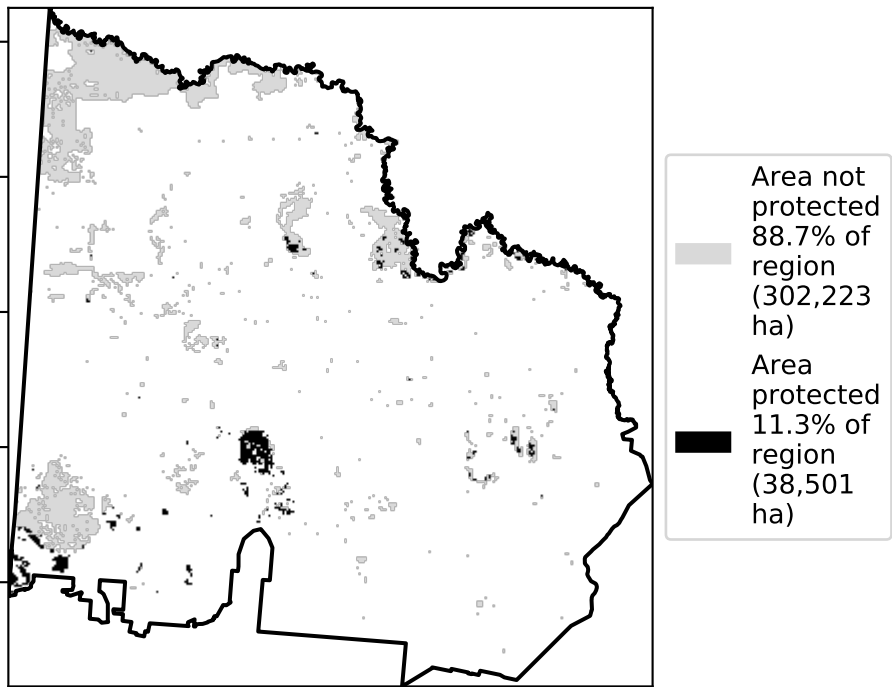 Area not
protected
88.7% of
region
(302,223
ha)
Area
protected
11.3% of
region
(38,501
ha)